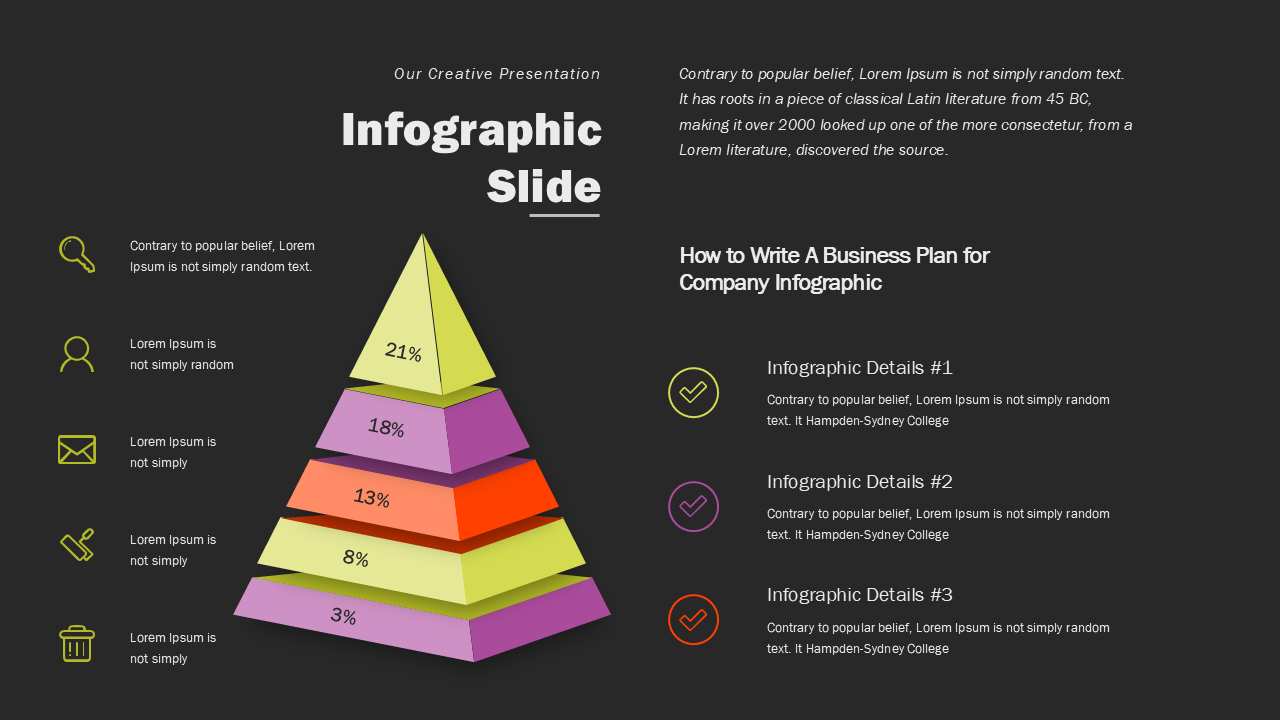 Our Creative Presentation
Infographic
Slide
Contrary to popular belief, Lorem Ipsum is not simply random text.
It has roots in a piece of classical Latin literature from 45 BC,
making it over 2000 looked up one of the more consectetur, from a
Lorem literature, discovered the source.
Contrary to popular belief, Lorem
Ipsum is not simply random text.
Lorem Ipsum is
not simply random
Lorem Ipsum is
not simply
Lorem Ipsum is
not simply
Lorem Ipsum is
not simply
21%
18%
13%
8%
3%
How to Write A Business Plan for
Company Infographic
Infographic Details #1
Contrary to popular belief, Lorem Ipsum is not simply random
text. It Hampden-Sydney College
Infographic Details #2
Contrary to popular belief, Lorem Ipsum is not simply random
text. It Hampden-Sydney College
Infographic Details #3
Contrary to popular belief, Lorem Ipsum is not simply random
text. It Hampden-Sydney College